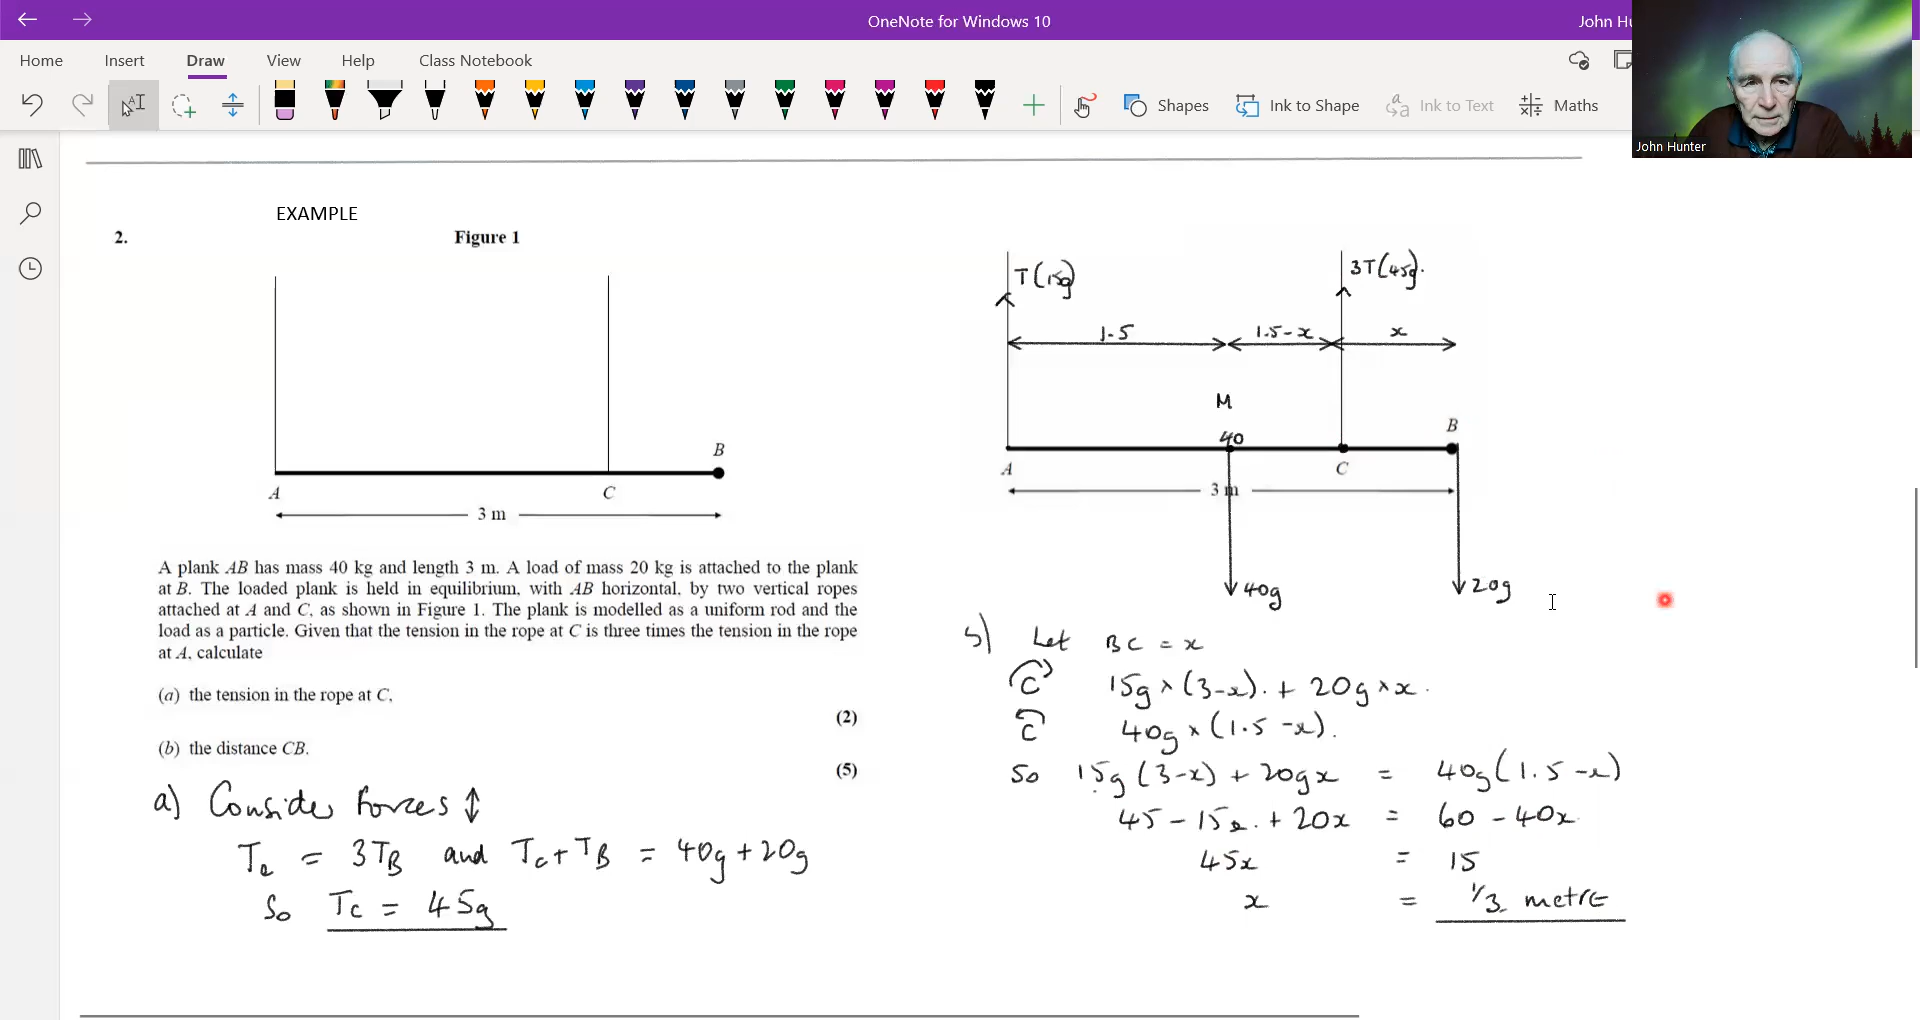 OneNote for Windows 10
John Hu
Home Insert Draw View Help Class Notebook
Shapes Ink to Shape Ink to Text Maths
John Hunter
EXAMPLE
2.
Figure 1
B
A C
3 m
A plank AB has mass 40 kg and length 3 m. A load of mass 20 kg is attached to the plank
at B. The loaded plank is held in equilibrium, with AB horizontal, by two vertical ropes
attached at A and C, as shown in Figure 1. The plank is modelled as a uniform rod and the
load as a particle. Given that the tension in the rope at C is three times the tension in the rope
at A, calculate
(a) the tension in the rope at C,
(2)
(b) the distance CB.
(5)
a) Consider forces ↕
= 3TB and TC + TB = 40g + 20g
So TC = 45g
T(15g) 3T(45g).
1.5 1.5 - x x
M
40 B
A C
3 m
40g 20g
Let BC = x
C 15g × (3-x). + 20g × x.
C 40g × (1.5 - x).
So 15g (3-x) + 20gx = 40g (1.5 - x)
45 - 15x. + 20x = 60 - 40x
45x = 15
x = 1/3 metre